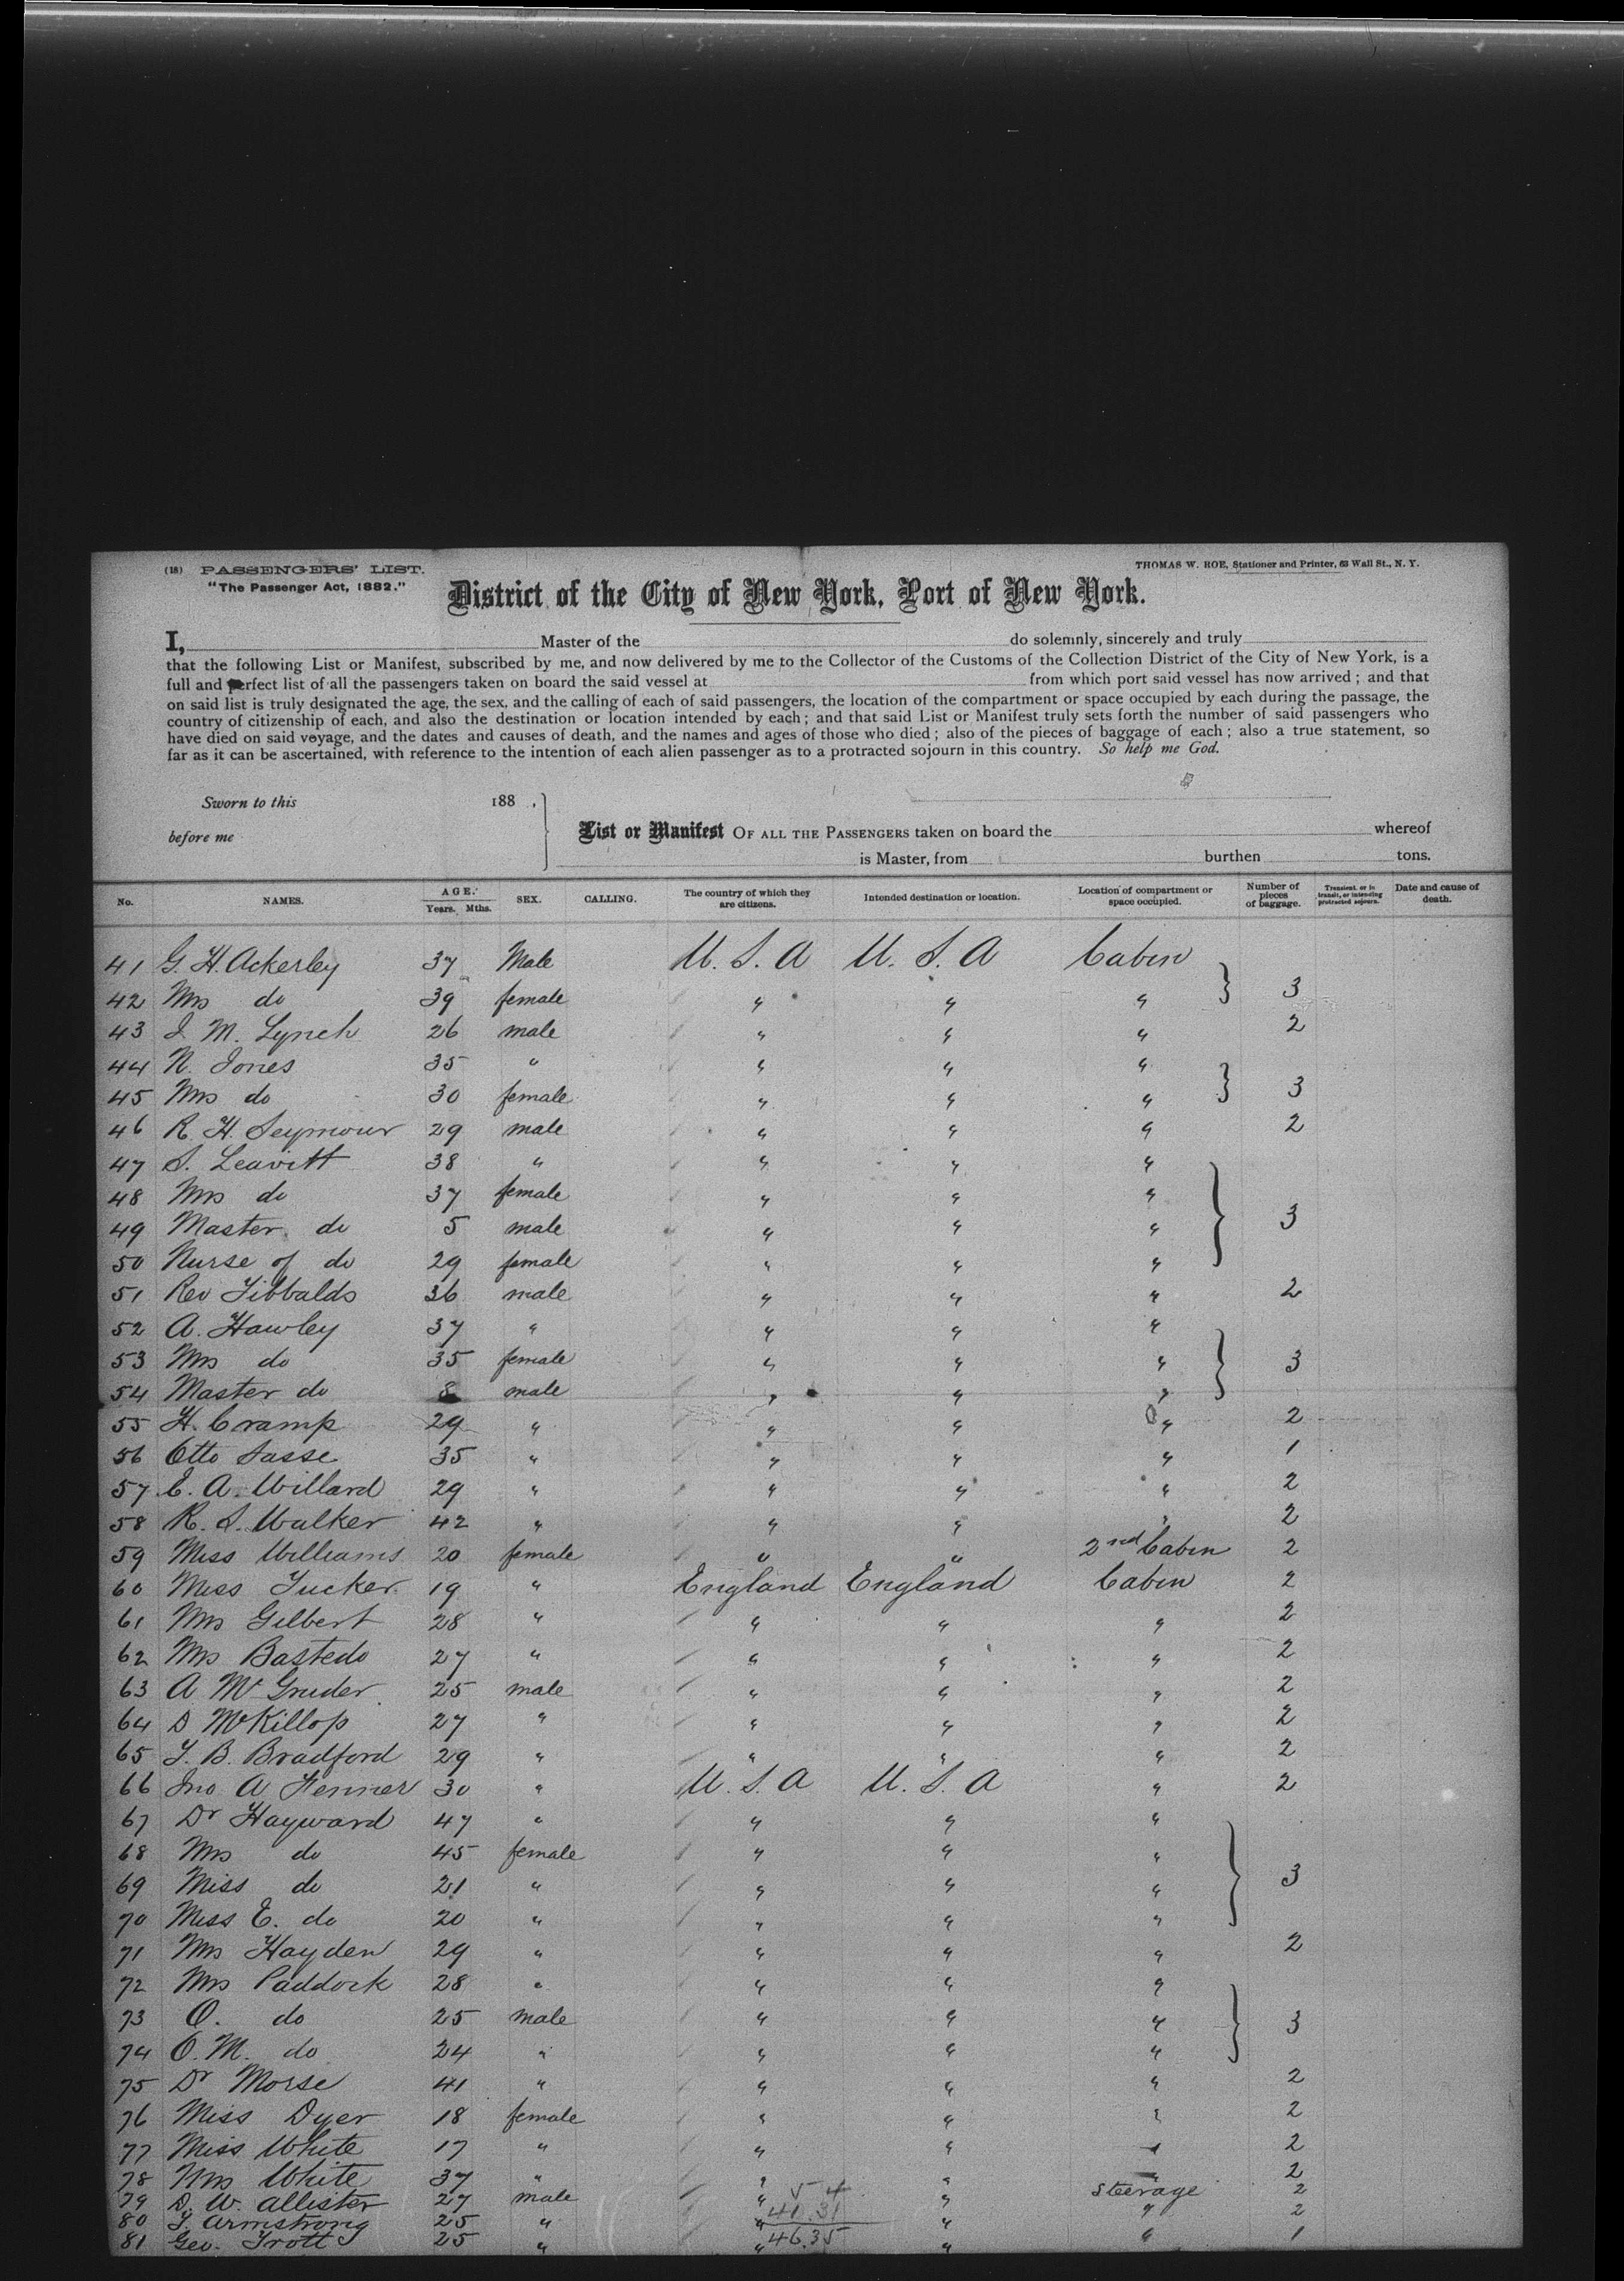 (18) PASSENGERS' LIST.
THOMAS W. ROE, Stationer and Printer, 63 Wall St., N. Y.
"The Passenger Act, 1882."
District of the City of New York, Port of New York.
I, Master of the do solemnly, sincerely and truly
that the following List or Manifest, subscribed by me, and now delivered by me to the Collector of the Customs of the Collection District of the City of New York, is a
full and perfect list of all the passengers taken on board the said vessel at from which port said vessel has now arrived ; and that
on said list is truly designated the age, the sex, and the calling of each of said passengers, the location of the compartment or space occupied by each during the passage, the
country of citizenship of each, and also the destination or location intended by each ; and that said List or Manifest truly sets forth the number of said passengers who
have died on said voyage, and the dates and causes of death, and the names and ages of those who died ; also of the pieces of baggage of each ; also a true statement, so
far as it can be ascertained, with reference to the intention of each alien passenger as to a protracted sojourn in this country. So help me God.
Sworn to this 188 ,
before me
List or Manifest OF ALL THE PASSENGERS taken on board the whereof
is Master, from burthen tons.
No. NAMES. AGE. Years. Mths. SEX. CALLING. The country of which they are citizens. Intended destination or location. Location of compartment or space occupied. Number of pieces of baggage. Transient, or in transit, or intending protracted sojourn. Date and cause of death.
41 G. H. Ackerley 37 Male U. S. A U. S. A Cabin
42 Mrs do 39 female " " " } 3
43 J. M. Lynch 26 male " " " 2
44 N. Jones 35 " " " "
45 Mrs do 30 female " " " } 3
46 R. H. Seymour 29 male " " " 2
47 S. Leavitt 38 " " " "
48 Mrs do 37 female " " "
49 Master do 5 male " " " } 3
50 Nurse of do 29 female " " "
51 Rev Tibbalds 36 male " " " 2
52 A. Hawley 37 " " " "
53 Mrs do 35 female " " " } 3
54 Master do 8 male " " "
55 H. Cramp 29 " " " " 2
56 Otto Sasse 35 " " " " 1
57 E. A. Willard 29 " " " " 2
58 R. S. Walker 42 " " " " 2
59 Miss Williams 20 female " " 2nd Cabin 2
60 Miss Tucker 19 " England England Cabin 2
61 Mrs Gilbert 28 " " " " 2
62 Mrs Bastedo 27 " " " " 2
63 A McGruder 25 male " " " 2
64 D McKillop 27 " " " " 2
65 T. B. Bradford 29 " " " " 2
66 Jno A Fenner 30 " U. S. A U. S. A " 2
67 Dr Hayward 47 " " " "
68 Mrs do 45 female " " "
69 Miss do 21 " " " " } 3
70 Miss E. do 20 " " " "
71 Mrs Hayden 29 " " " " 2
72 Mrs Paddock 28 " " " "
73 O. do 25 male " " " } 3
74 O. M. do 24 " " " "
75 Dr Morse 41 " " " " 2
76 Miss Dyer 18 female " " " 2
77 Miss White 17 " " " " 2
78 Mrs White 37 " " " " 2
79 D. W. Allister 27 male " " steerage 2
80 T. Armstrong 25 " " " " 2
81 Geo. Trott 25 " " " " 1
5 4
41.31
46.35